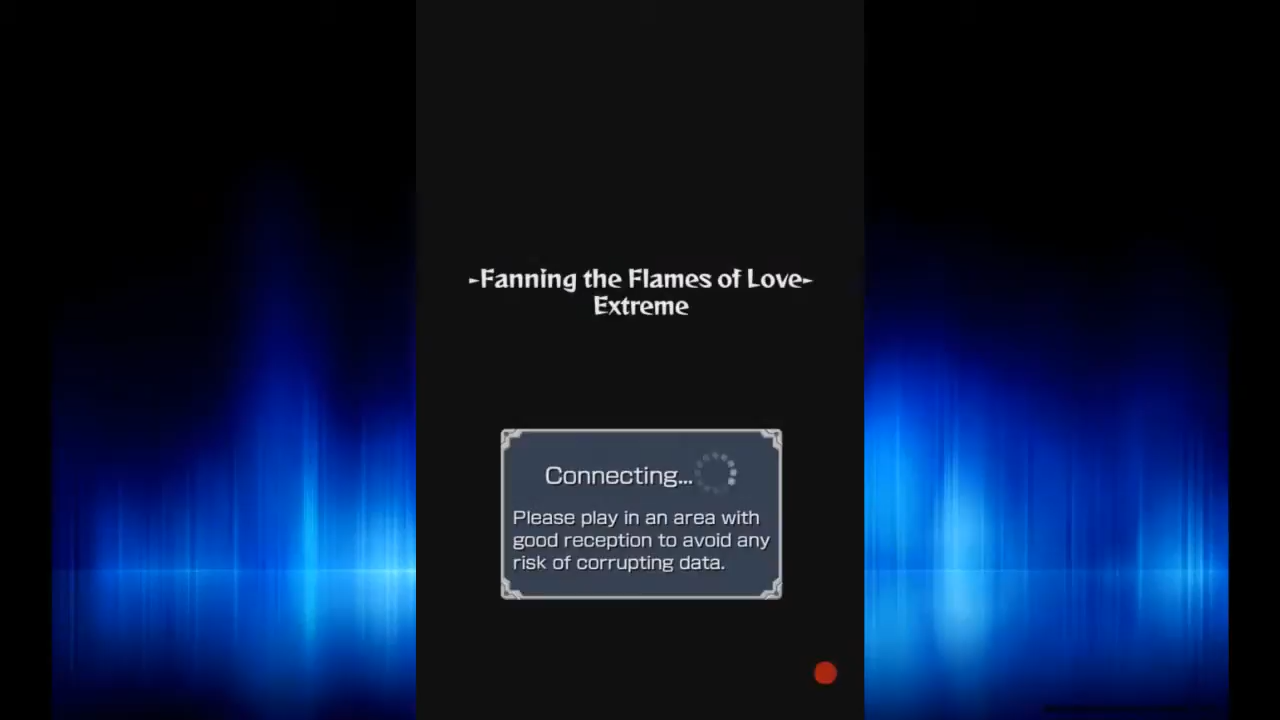 -Fanning the Flames of Love-
Extreme
Connecting...
Please play in an area with
good reception to avoid any
risk of corrupting data.